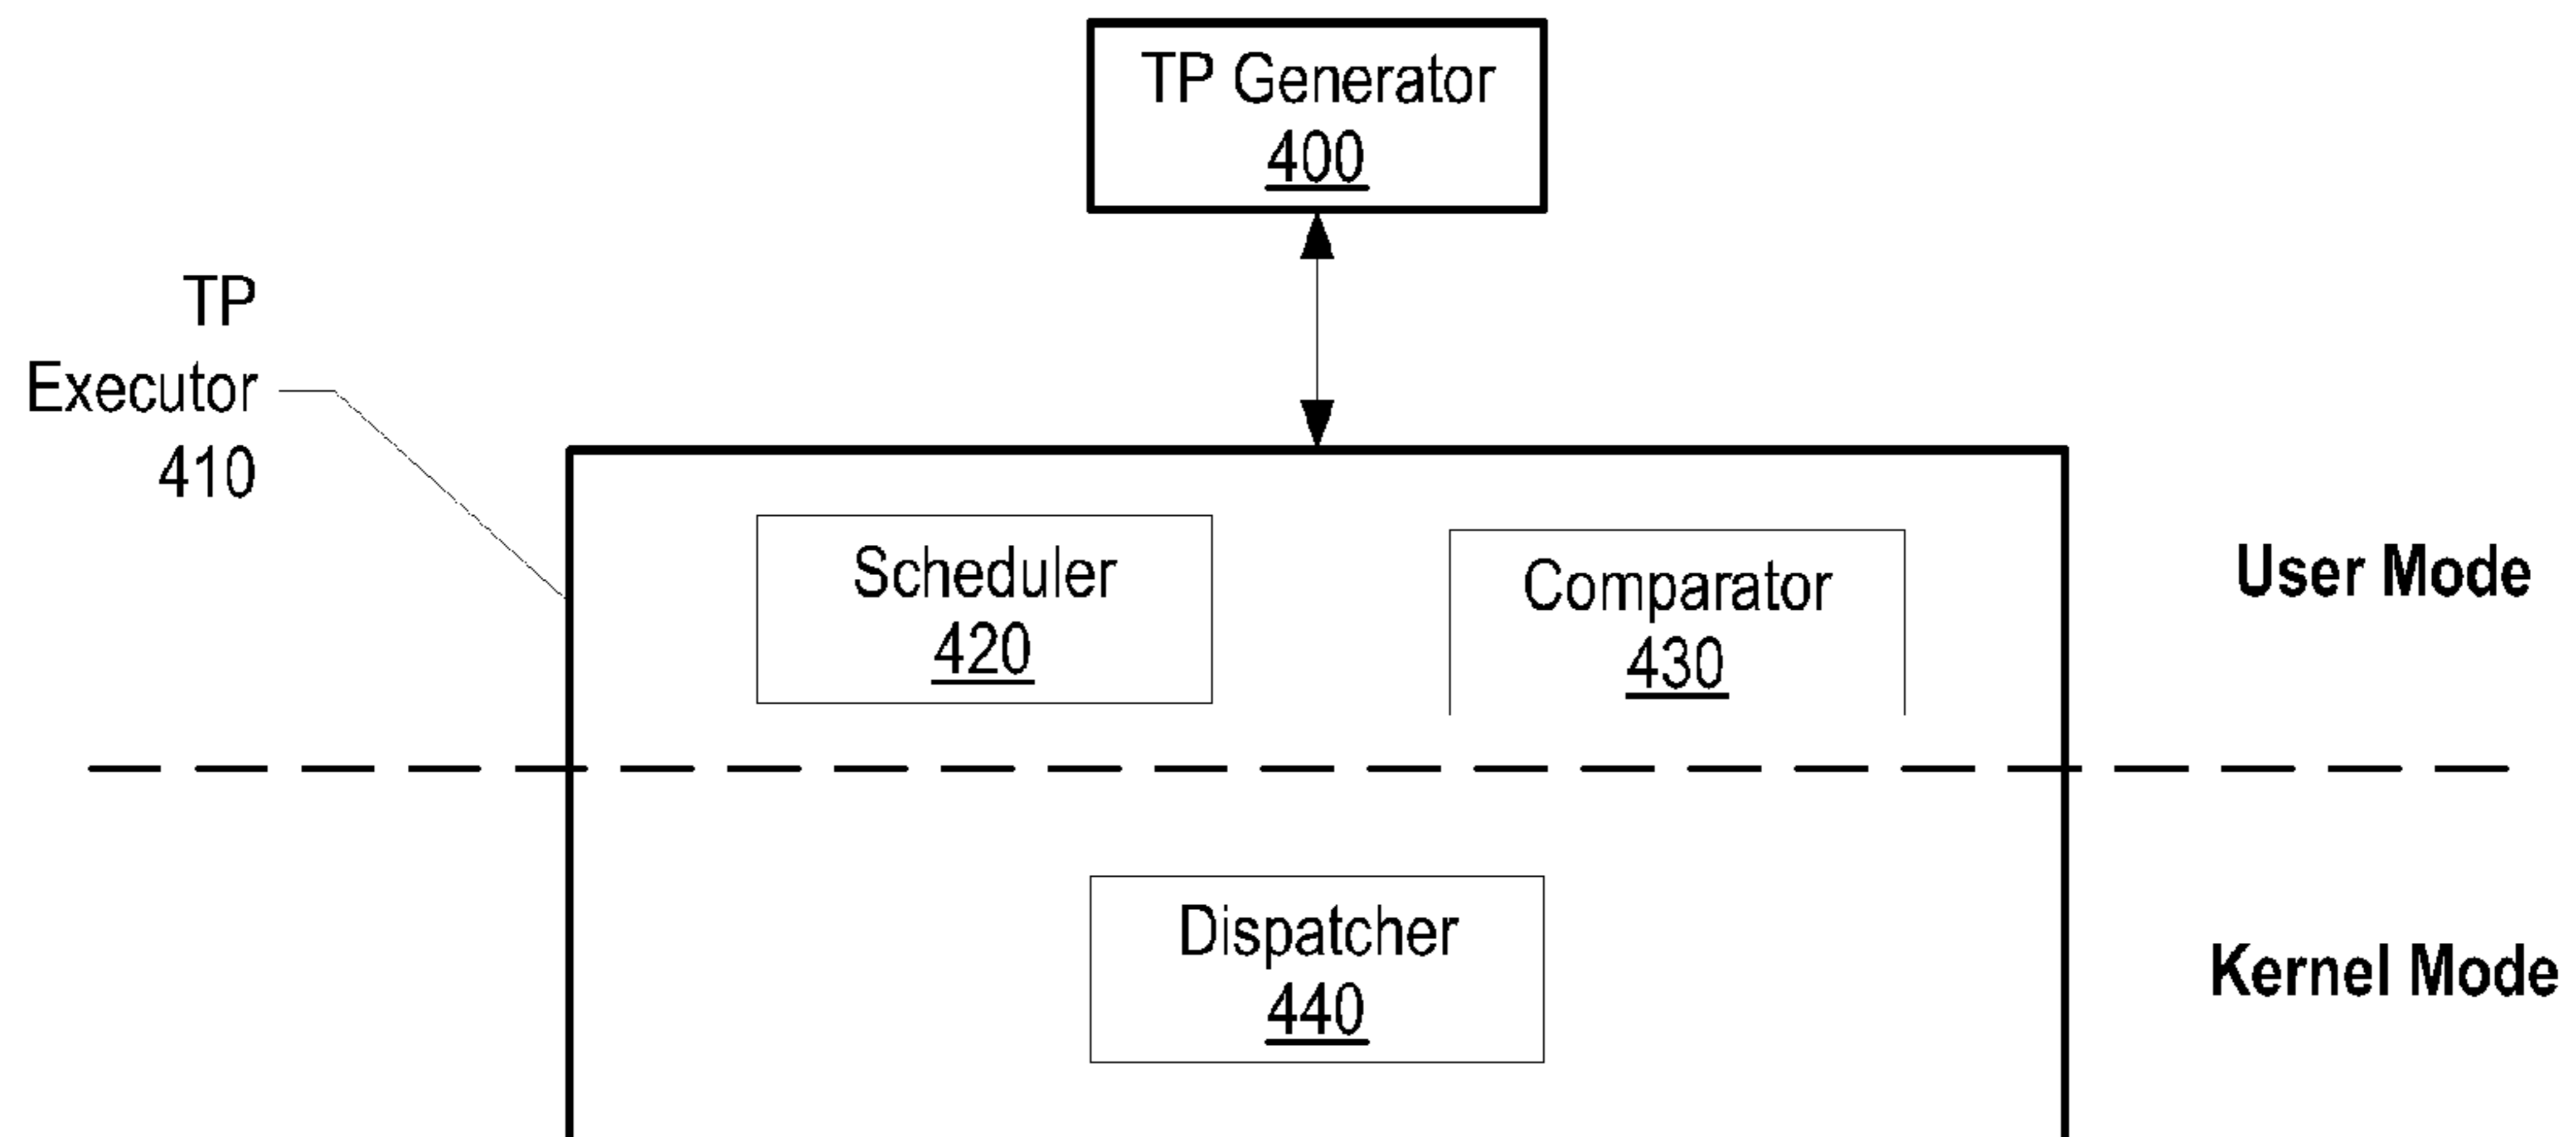 TP Generator
400
TP
Executor
410
Scheduler
420
Comparator
430
User Mode
Dispatcher
440
Kernel Mode